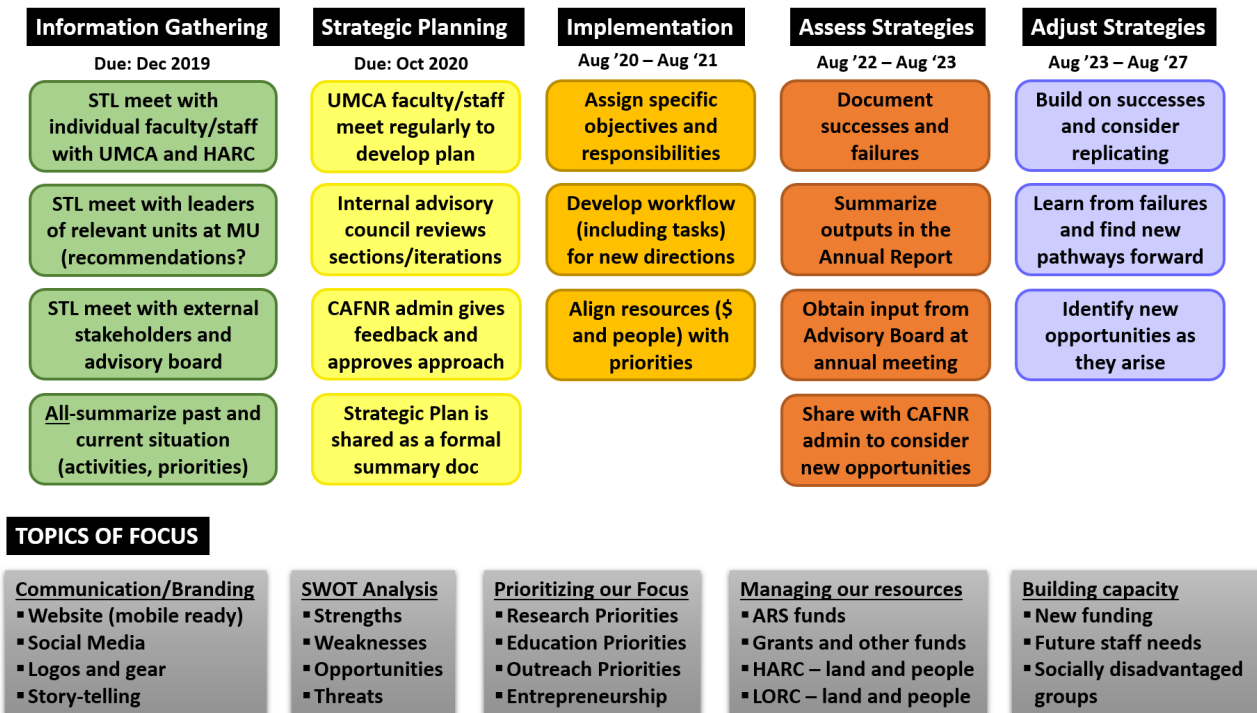 Information Gathering
Due: Dec 2019
STL meet with
individual faculty/staff
with UMCA and HARC
STL meet with leaders
of relevant units at MU
(recommendations?
STL meet with external
stakeholders and
advisory board
All-summarize past and
current situation
(activities, priorities)
Strategic Planning
Due: Oct 2020
UMCA faculty/staff
meet regularly to
develop plan
Internal advisory
council reviews
sections/iterations
CAFNR admin gives
feedback and
approves approach
Strategic Plan is
shared as a formal
summary doc
Implementation
Aug ’20 – Aug ‘21
Assign specific
objectives and
responsibilities
Develop workflow
(including tasks)
for new directions
Align resources ($
and people) with
priorities
Assess Strategies
Aug ’22 – Aug ‘23
Document
successes and
failures
Summarize
outputs in the
Annual Report
Obtain input from
Advisory Board at
annual meeting
Share with CAFNR
admin to consider
new opportunities
Adjust Strategies
Aug ’23 – Aug ‘27
Build on successes
and consider
replicating
Learn from failures
and find new
pathways forward
Identify new
opportunities as
they arise
TOPICS OF FOCUS
Communication/Branding
▪ Website (mobile ready)
▪ Social Media
▪ Logos and gear
▪ Story-telling
SWOT Analysis
▪ Strengths
▪ Weaknesses
▪ Opportunities
▪ Threats
Prioritizing our Focus
▪ Research Priorities
▪ Education Priorities
▪ Outreach Priorities
▪ Entrepreneurship
Managing our resources
▪ ARS funds
▪ Grants and other funds
▪ HARC – land and people
▪ LORC – land and people
Building capacity
▪ New funding
▪ Future staff needs
▪ Socially disadvantaged
groups